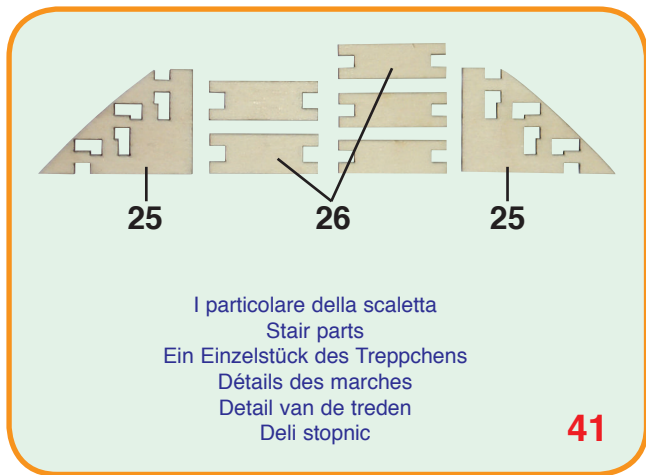 25
26
25
I particolare della scaletta
Stair parts
Ein Einzelstück des Treppchens
Détails des marches
Detail van de treden
Deli stopnic
41